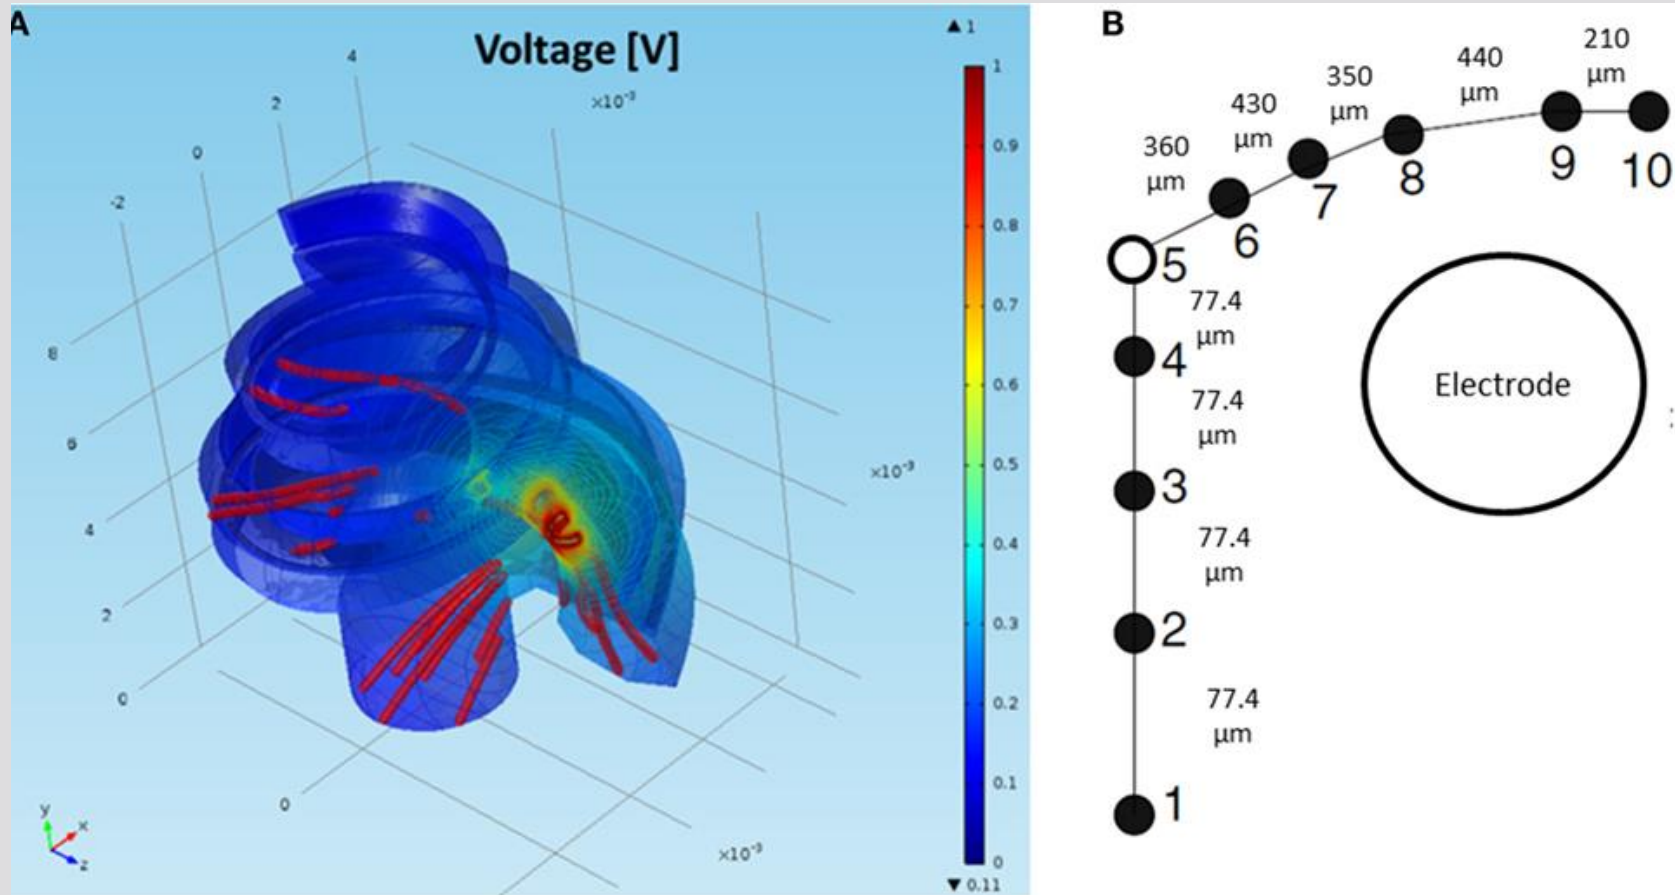 A
Voltage [V]
4
2
0
-2
×10⁻³
8
6
4
2
0
0
×10⁻³
×10⁻³
y
x
z
▲ 1
1
0.9
0.8
0.7
0.6
0.5
0.4
0.3
0.2
0.1
0
▼ 0.11
B
210
µm
440
µm
350
µm
430
µm
360
µm
10
9
8
7
6
5
77.4
µm
4
77.4
µm
3
77.4
µm
2
77.4
µm
1
Electrode